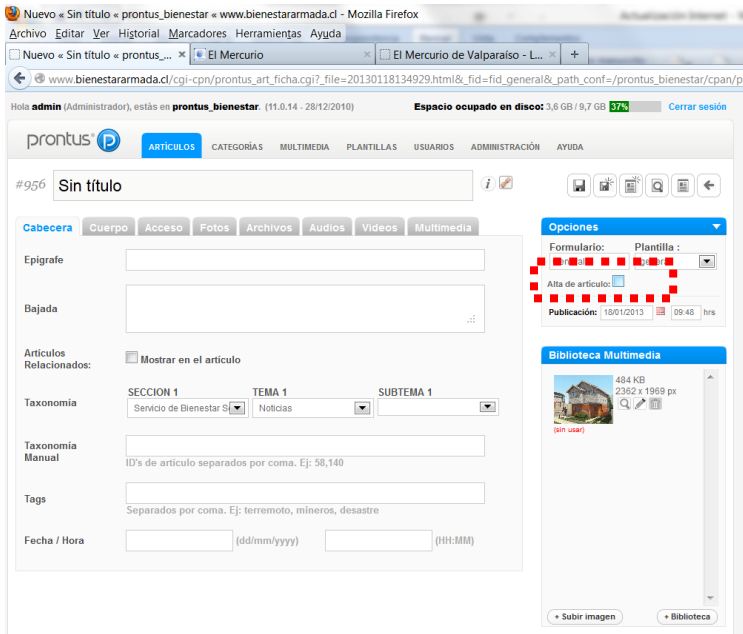 Nuevo « Sin título « prontus_bienestar « www.bienestararmada.cl - Mozilla Firefox
Archivo Editar Ver Historial Marcadores Herramientas Ayuda
Nuevo « Sin título « prontus_... × El Mercurio × El Mercurio de Valparaíso - L... × +
www.bienestararmada.cl/cgi-cpn/prontus_art_ficha.cgi?_file=20130118134929.html&_fid=fid_general&_path_conf=/prontus_bienestar/cpan/p
Hola admin (Administrador), estás en prontus_bienestar. (11.0.14 - 28/12/2010) Espacio ocupado en disco: 3,6 GB / 9,7 GB 37% Cerrar sesión
prontus P ARTÍCULOS CATEGORÍAS MULTIMEDIA PLANTILLAS USUARIOS ADMINISTRACIÓN AYUDA
#956 Sin título i
Cabecera Cuerpo Acceso Fotos Archivos Audios Videos Multimedia
Opciones
Formulario: Plantilla :
Epigrafe
Alta de artículo:
Bajada
Publicación: 18/01/2013 09:48 hrs
Artículos
Relacionados:
Mostrar en el artículo
Biblioteca Multimedia
484 KB
2362 x 1969 px
(sin usar)
SECCION 1 TEMA 1 SUBTEMA 1
Taxonomía Servicio de Bienestar S Noticias
Taxonomía
Manual
ID's de artículo separados por coma. Ej: 58,140
Tags
Separados por coma. Ej: terremoto, mineros, desastre
Fecha / Hora (dd/mm/yyyy) (HH:MM)
+ Subir imagen + Biblioteca